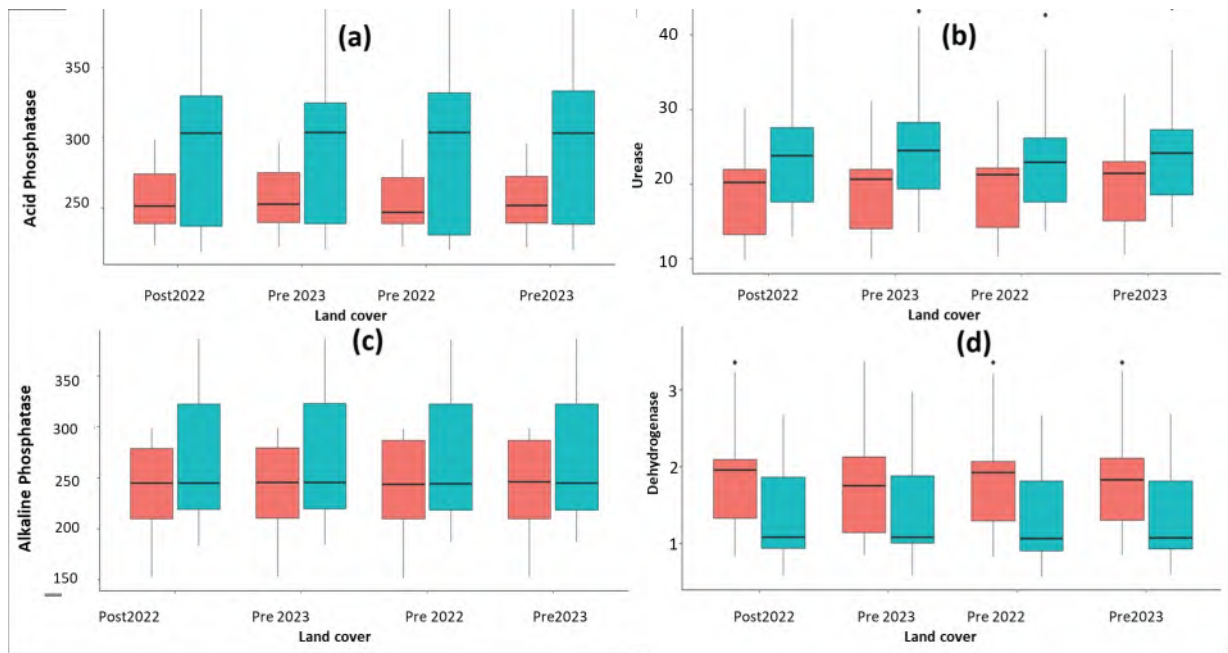 (a)
Acid Phosphatase
350
300
250
Post2022 Pre 2023 Pre 2022 Pre2023
Land cover
(b)
Urease
40
30
20
10
Post2022 Pre 2023 Pre 2022 Pre2023
Land cover
(c)
Alkaline Phosphatase
350
300
250
200
150
Post2022 Pre 2023 Pre 2022 Pre2023
Land cover
(d)
Dehydrogenase
3
2
1
Post2022 Pre 2023 Pre 2022 Pre2023
Land cover